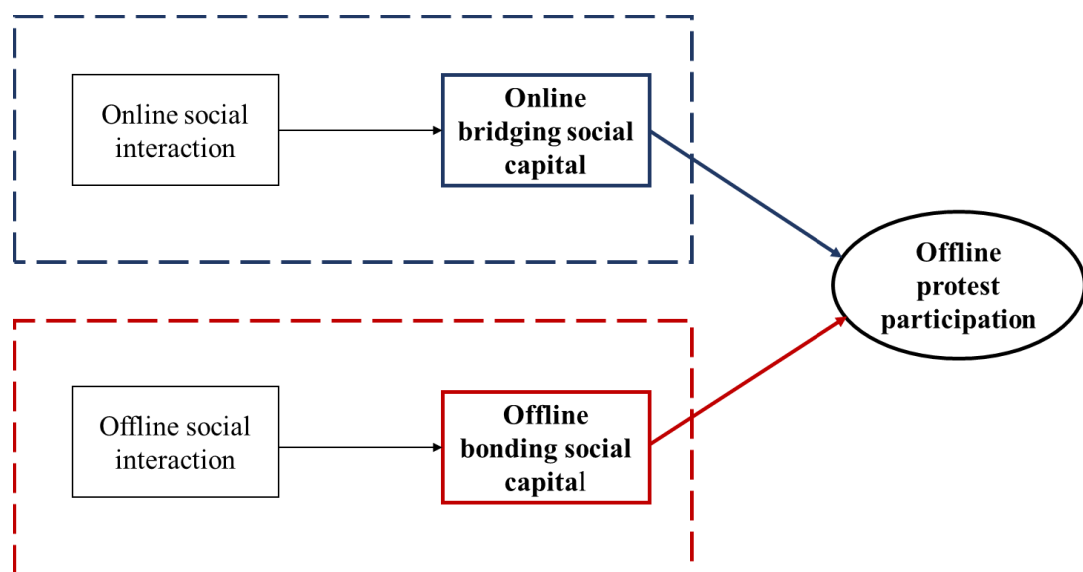 Online social
interaction
Online
bridging social
capital
Offline
protest
participation
Offline social
interaction
Offline
bonding social
capital